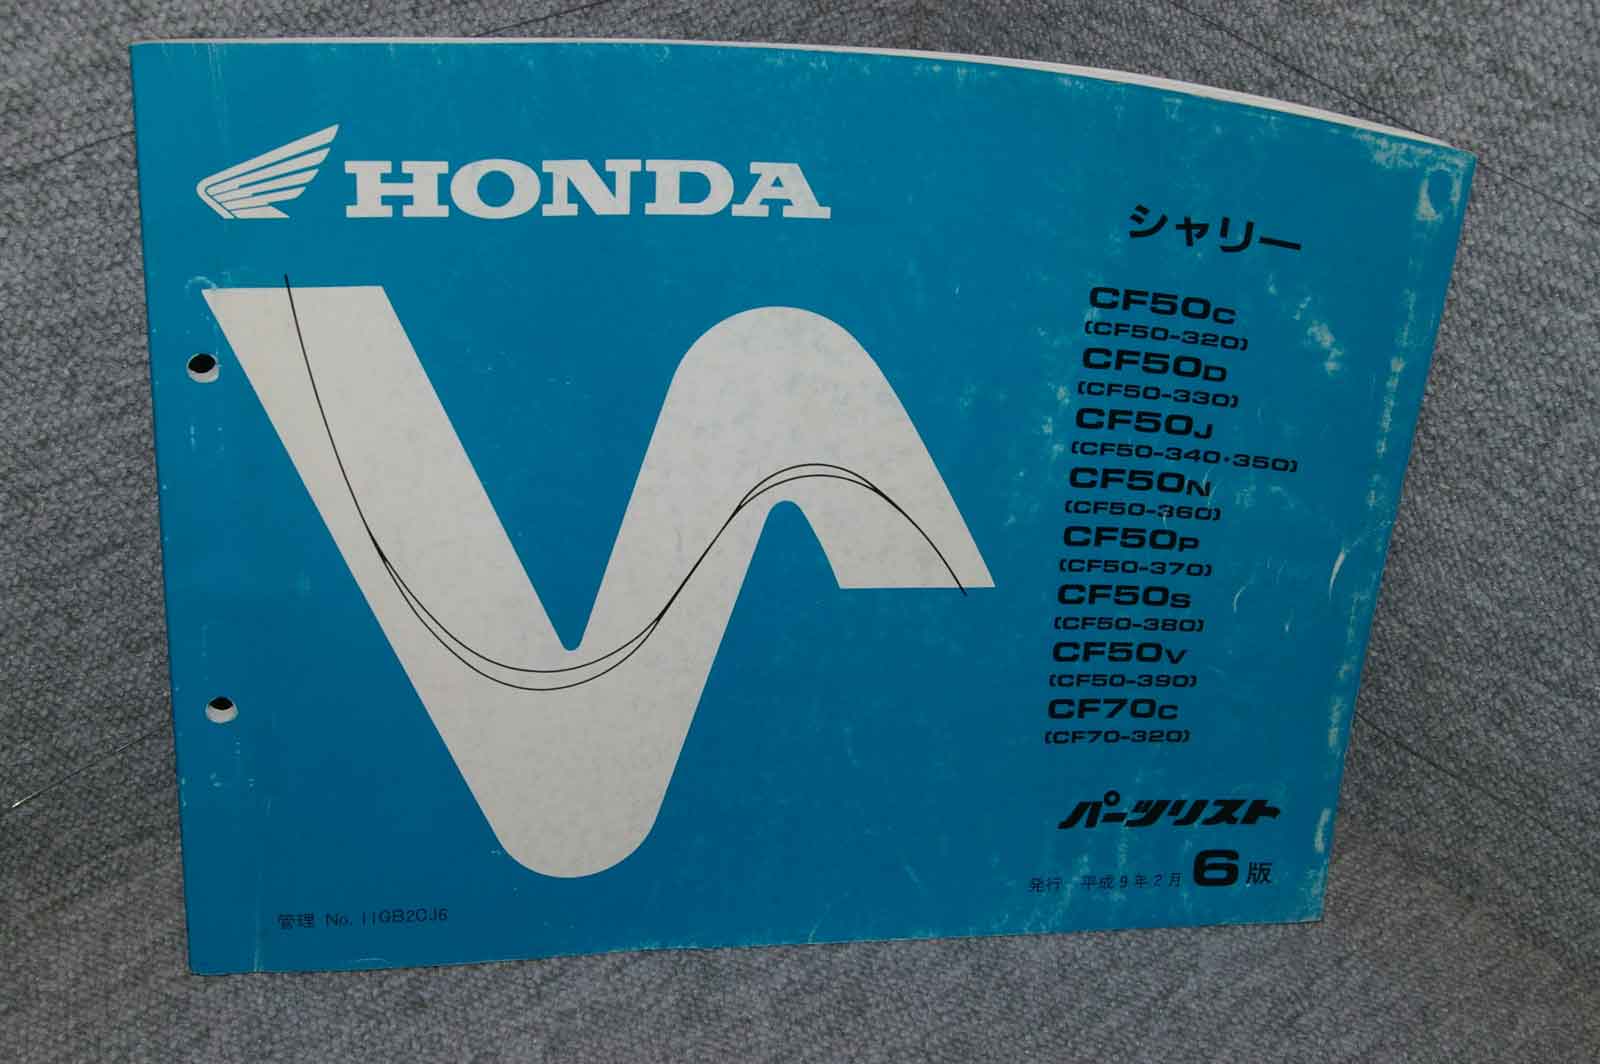 HONDA
シャリー
CF50C
(CF50-320)
CF50D
(CF50-330)
CF50J
(CF50-340・350)
CF50N
(CF50-360)
CF50P
(CF50-370)
CF50S
(CF50-380)
CF50V
(CF50-390)
CF70C
(CF70-320)
パーツリスト
発行 平成9年2月 6版
管理 No. 11GB2CJ6